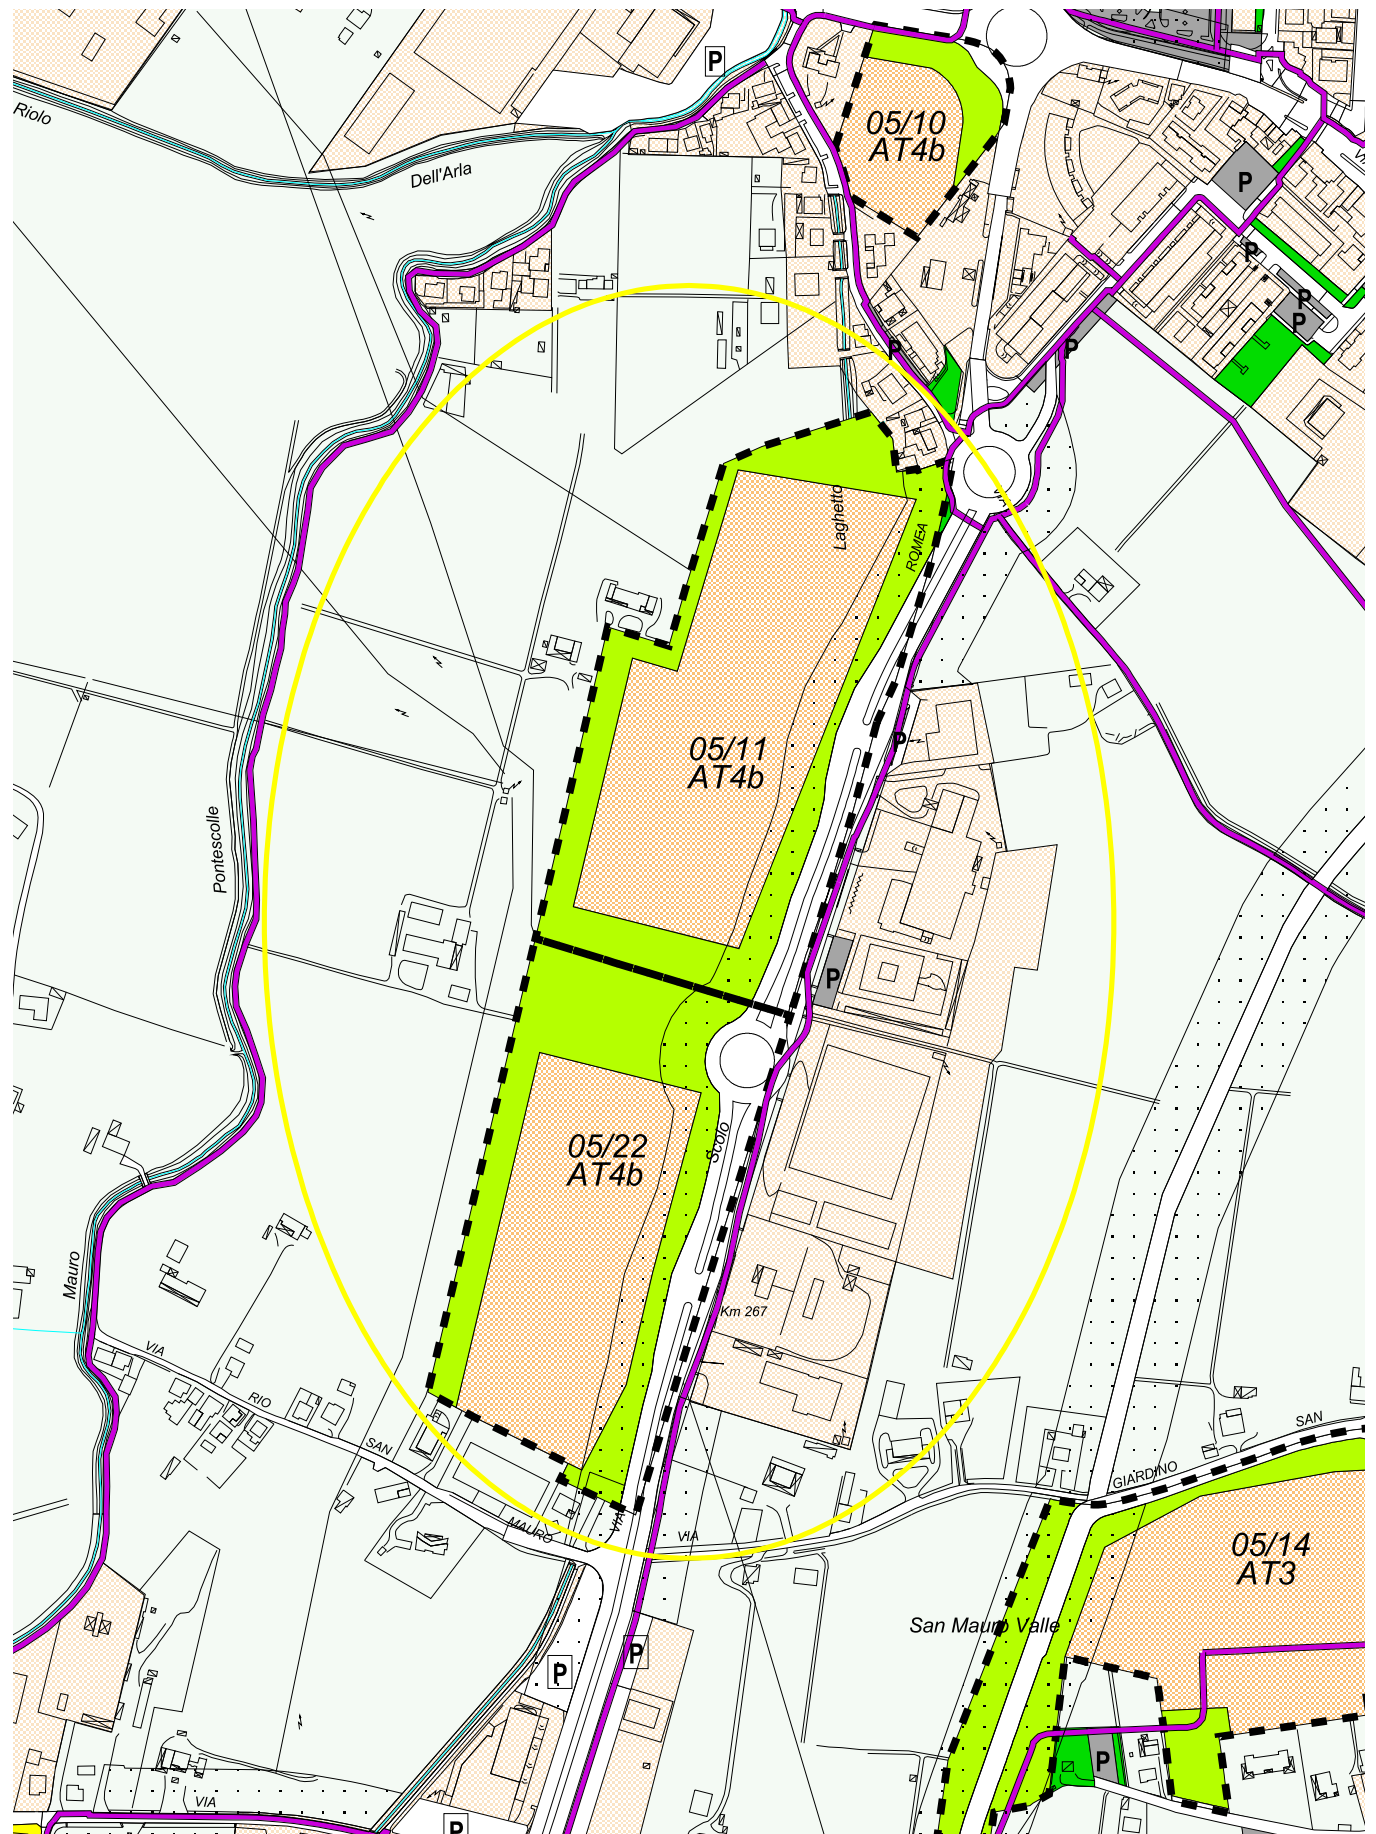 P
Riolo
05/10
AT4b
Dell'Arla
P
P
P
P
P
P
Laghetto
VIA
ROMEA
05/11
AT4b
P
Pontescolle
P
Scolo
05/22
AT4b
Mauro
Km 267
VIA
RIO
SAN
MAURO
VIA
VIA
GIARDINO
SAN
05/14
AT3
San Mauro Valle
P
P
P
VIA
P